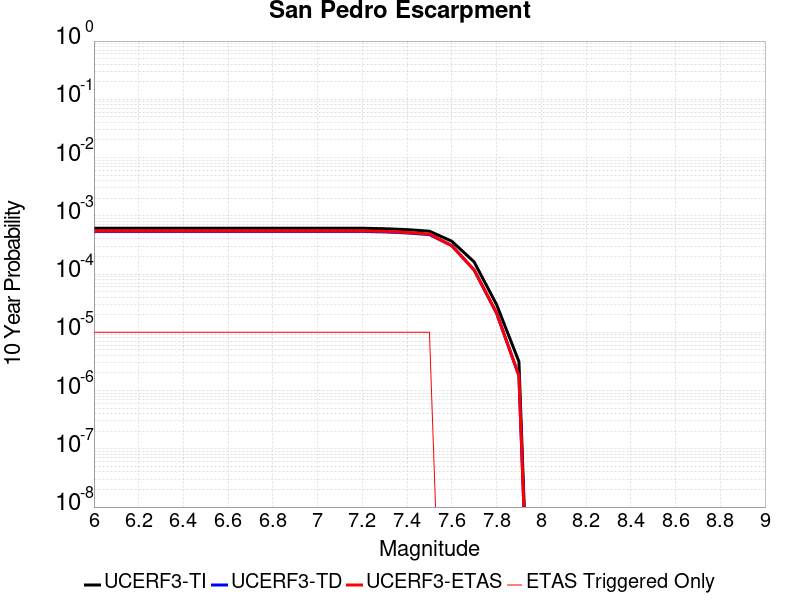 San Pedro Escarpment
10^0
10^-1
10^-2
10^-3
10^-4
10^-5
10^-6
10^-7
10^-8
10 Year Probability
6 6.2 6.4 6.6 6.8 7 7.2 7.4 7.6 7.8 8 8.2 8.4 8.6 8.8 9
Magnitude
UCERF3-TI UCERF3-TD UCERF3-ETAS ETAS Triggered Only